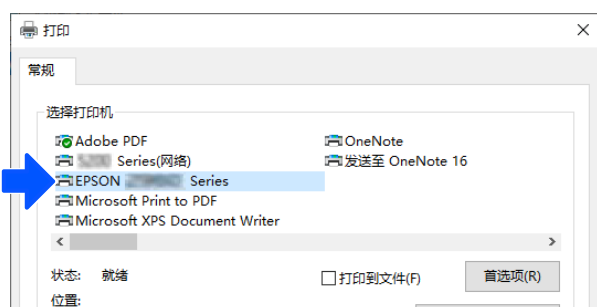 打印
常规
选择打印机
Adobe PDF
OneNote
Series(网络)
发送至 OneNote 16
EPSON Series
Microsoft Print to PDF
Microsoft XPS Document Writer
状态: 就绪
打印到文件(F)
首选项(R)
位置: